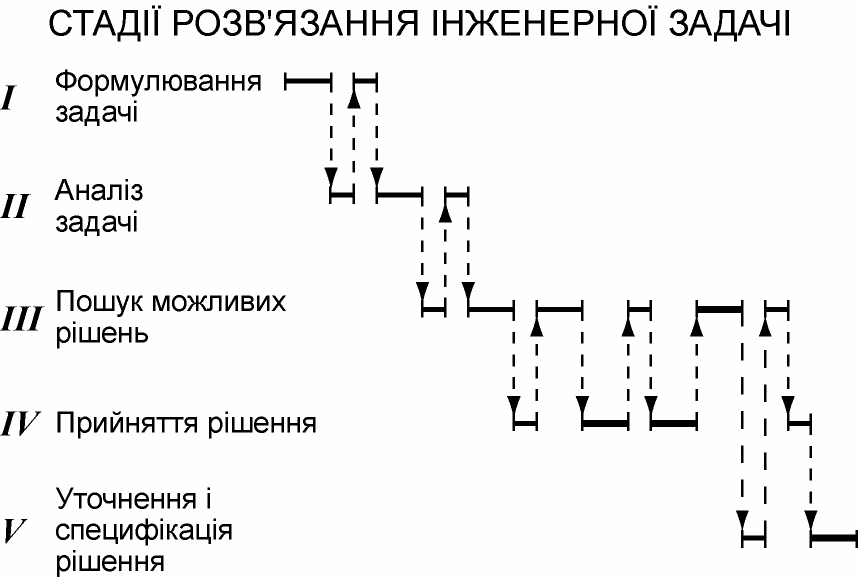 СТАДІЇ РОЗВ'ЯЗАННЯ ІНЖЕНЕРНОЇ ЗАДАЧІ
I Формулювання
задачі
II Аналіз
задачі
III Пошук можливих
рішень
IV Прийняття рішення
Уточнення і
V специфікація
рішення